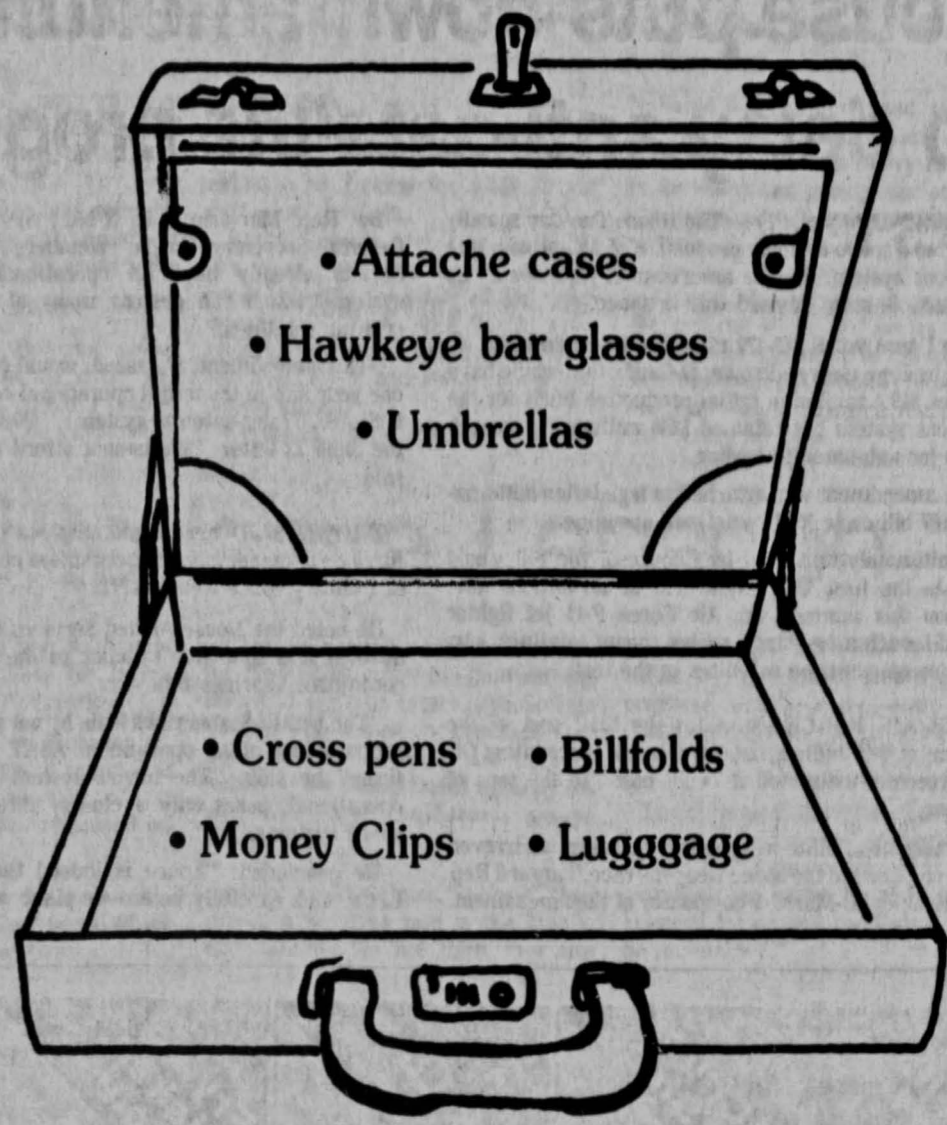 • Attache cases
• Hawkeye bar glasses
• Umbrellas
• Cross pens • Billfolds
• Money Clips • Lugggage